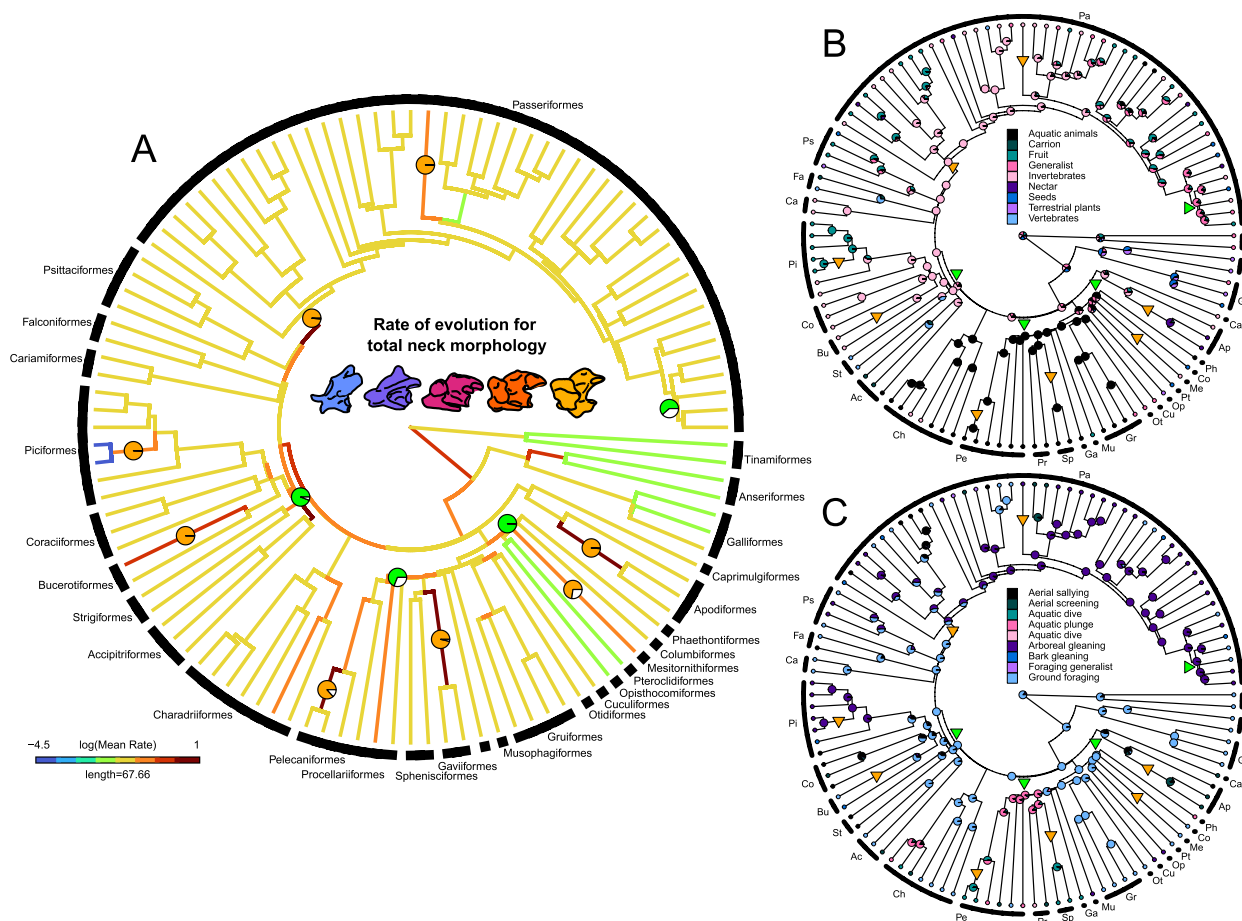 A
Passeriformes
Psittaciformes
Falconiformes
Cariamiformes
Piciformes
Coraciiformes
Bucerotiformes
Strigiformes
Accipitriformes
Charadriiformes
Pelecaniformes
Procellariiformes
Sphenisciformes
Gaviiformes
Musophagiformes
Gruiformes
Otidiformes
Cuculiformes
Opisthocomiformes
Pteroclidiformes
Mesitornithiformes
Columbiformes
Phaethontiformes
Apodiformes
Caprimulgiformes
Galliformes
Anseriformes
Tinamiformes
Rate of evolution for
total neck morphology
−4.5 log(Mean Rate) 1
length=67.66
B
Pa
Ps
Fa
Ca
Pi
Co
Bu
St
Ac
Ch
Pe
Pr
Sp
Ga
Mu
Gr
Ot
Cu
Op
Pt
Me
Co
Ph
Ap
Ca
Aquatic animals
Carrion
Fruit
Generalist
Invertebrates
Nectar
Seeds
Terrestrial plants
Vertebrates
C
Pa
Ps
Fa
Ca
Pi
Co
Bu
St
Ac
Ch
Pe
Pr
Sp
Ga
Mu
Gr
Ot
Cu
Op
Pt
Me
Co
Ph
Ap
Ca
Aerial sallying
Aerial screening
Aquatic dive
Aquatic plunge
Aquatic dive
Arboreal gleaning
Bark gleaning
Foraging generalist
Ground foraging